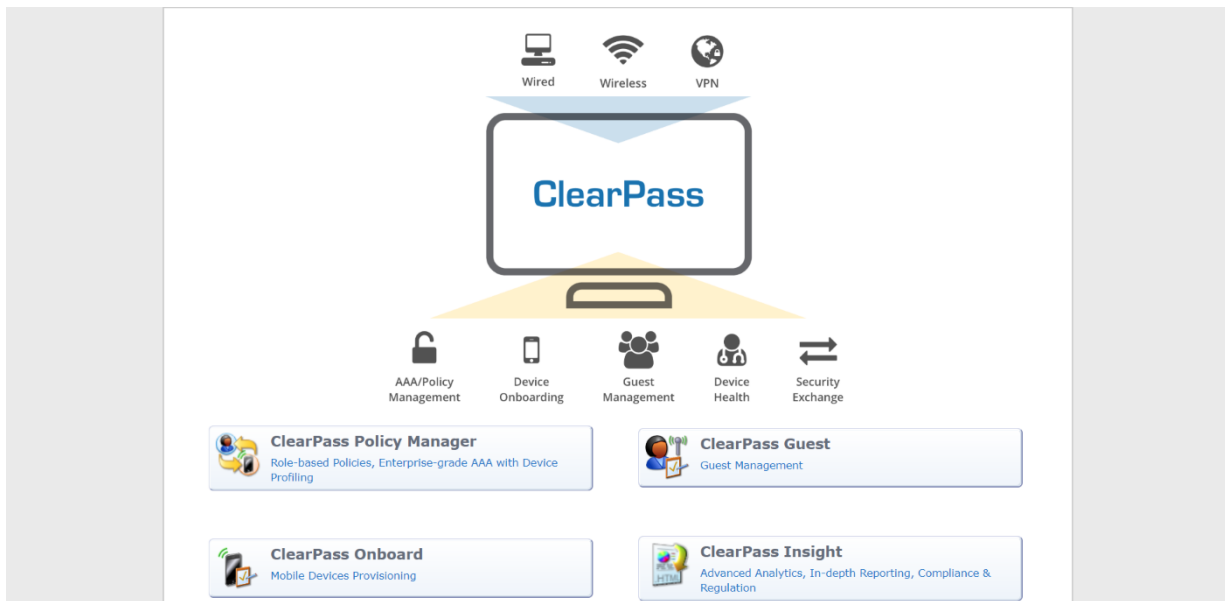 Wired
Wireless
VPN
ClearPass
AAA/Policy
Management
Device
Onboarding
Guest
Management
Device
Health
Security
Exchange
ClearPass Policy Manager
Role-based Policies, Enterprise-grade AAA with Device
Profiling
ClearPass Guest
Guest Management
ClearPass Onboard
Mobile Devices Provisioning
ClearPass Insight
Advanced Analytics, In-depth Reporting, Compliance &
Regulation